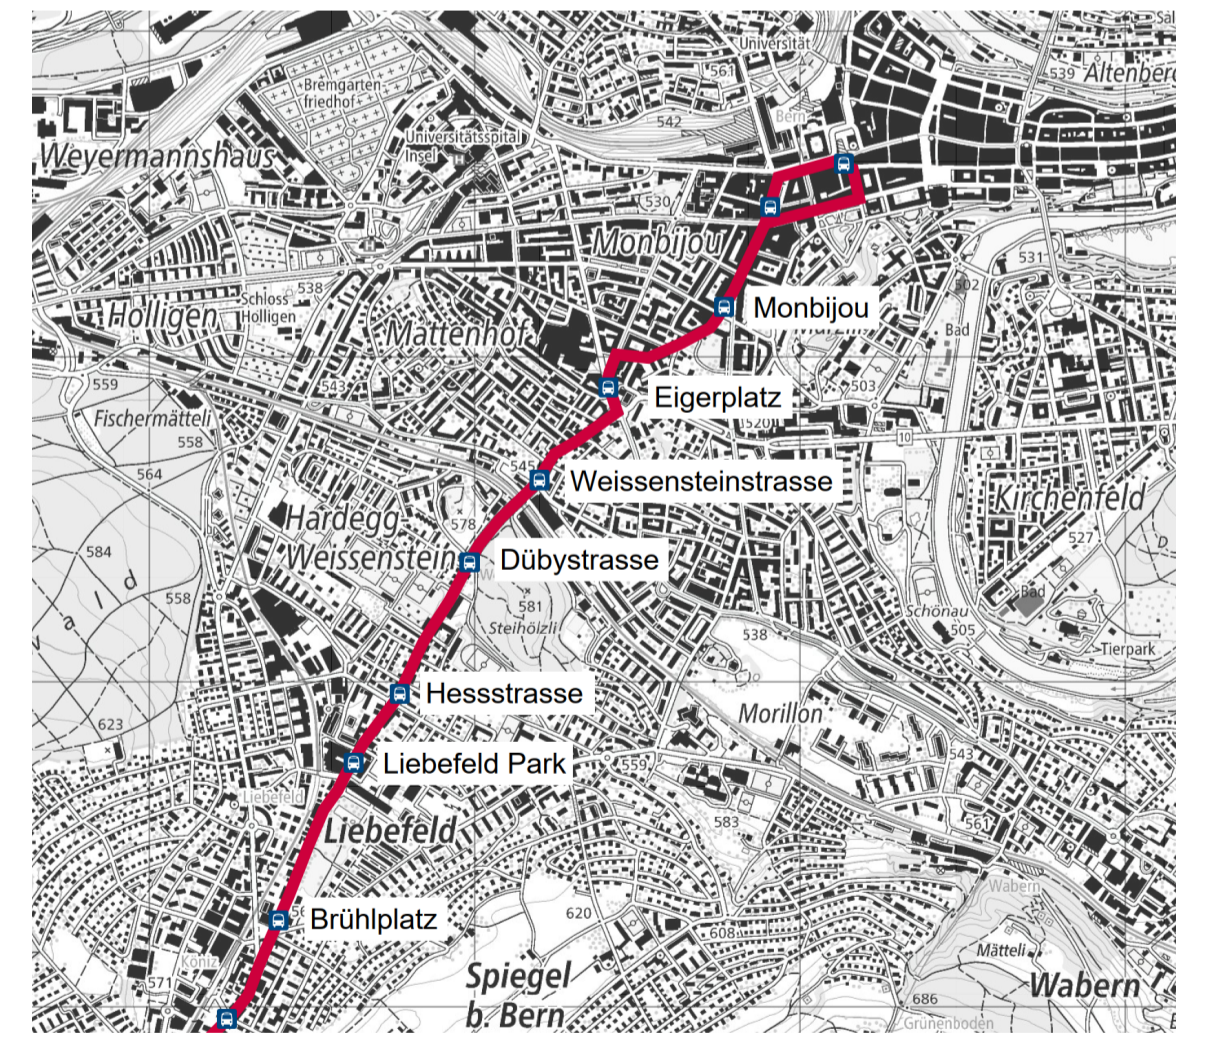 Sal
Universität
561
539
Altenberg
Bremgarten-
friedhof
542
Bern
Universitätsspital
Insel
Weyermannshaus
530
Monbijou
531
538
Schloss
Holligen
Holligen
502
Monbijou
Mattenhof
Bad
559
543
503
Eigerplatz
Fischermätteli
558
520
10
545
564
Weissensteinstrasse
Kirchenfeld
Hardegg
578
527
Weissenstein
584
Dübystrasse
D
W a l d
558
581
Bad
Steihölzli
Schönau
505
538
Tierpark
Hessstrasse
623
Morillon
543
Liebefeld Park
559
Liebefeld
583
561
Liebefeld
Wabern
56
Brühlplatz
620
608
Köniz
Mätteli
571
Spiegel
b. Bern
Wabern
686
Grünenboden